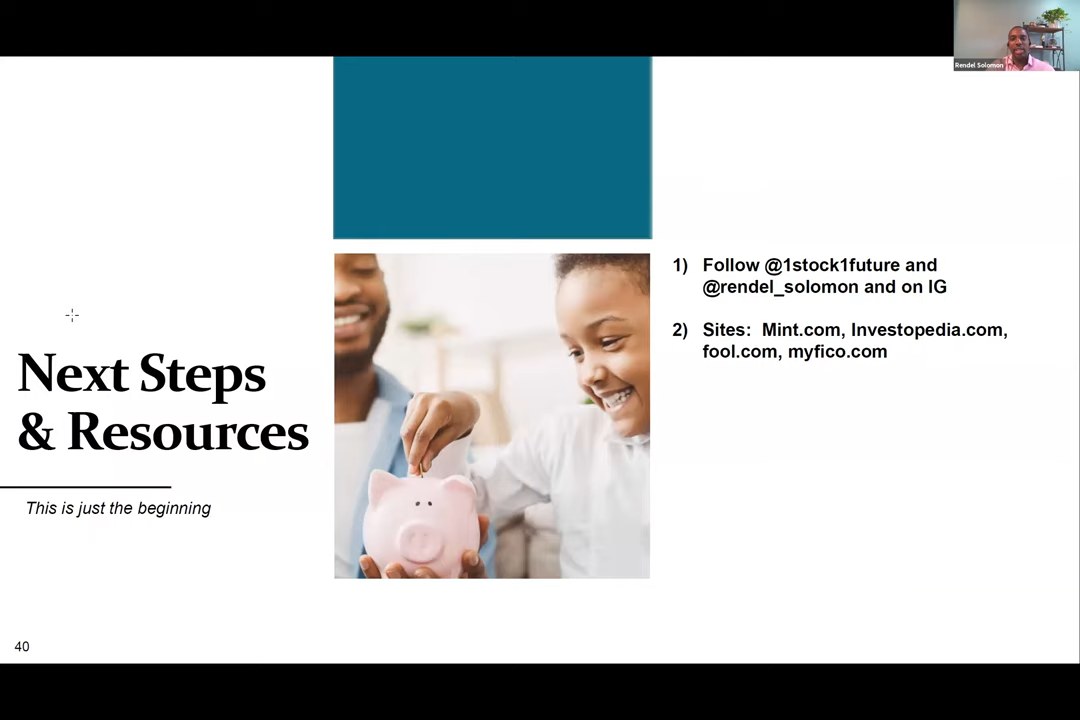 Rendel Solomon
1) Follow @1stock1future and
@rendel_solomon and on IG
2) Sites: Mint.com, Investopedia.com,
fool.com, myfico.com
Next Steps
& Resources
This is just the beginning
40